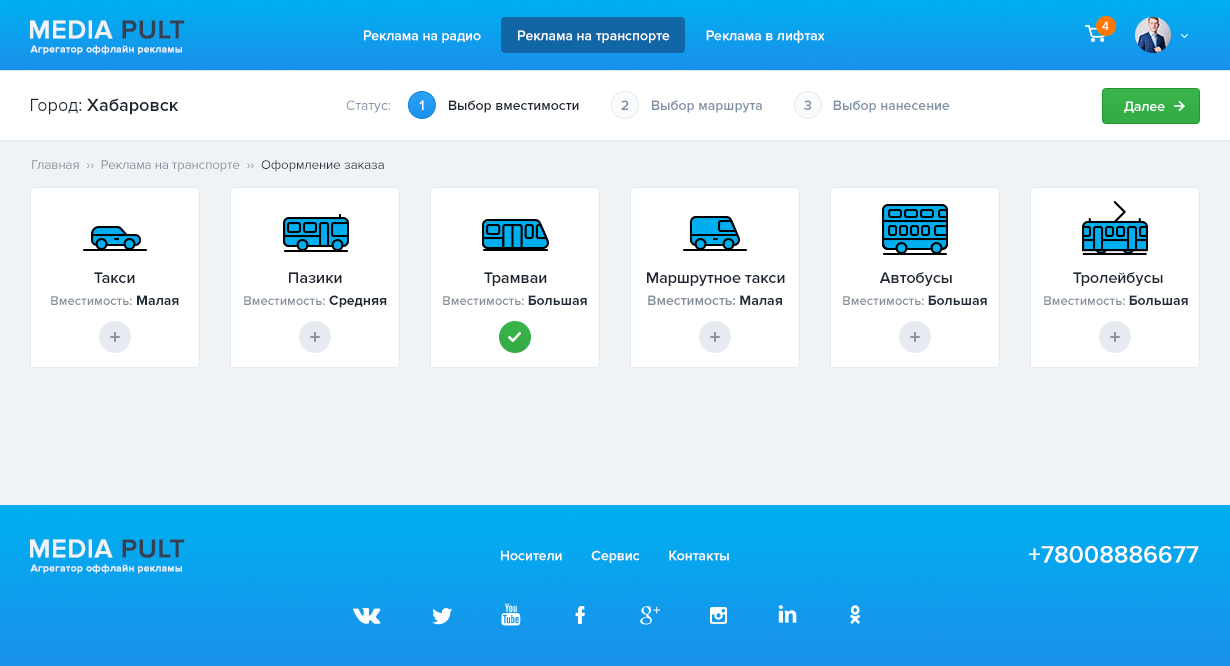 MEDIA PULT
Агрегатор оффлайн рекламы
Реклама на радио
Реклама на транспорте
Реклама в лифтах
4
Город: Хабаровск
Статус:
1 Выбор вместимости
2 Выбор маршрута
3 Выбор нанесение
Далее →
Главная ›› Реклама на транспорте ›› Оформление заказа
Такси
Вместимость: Малая
+
Пазики
Вместимость: Средняя
+
Трамваи
Вместимость: Большая
Маршрутное такси
Вместимость: Малая
+
Автобусы
Вместимость: Большая
+
Тролейбусы
Вместимость: Большая
+
MEDIA PULT
Агрегатор оффлайн рекламы
Носители
Сервис
Контакты
+78008886677
You
Tube
f
g+
in